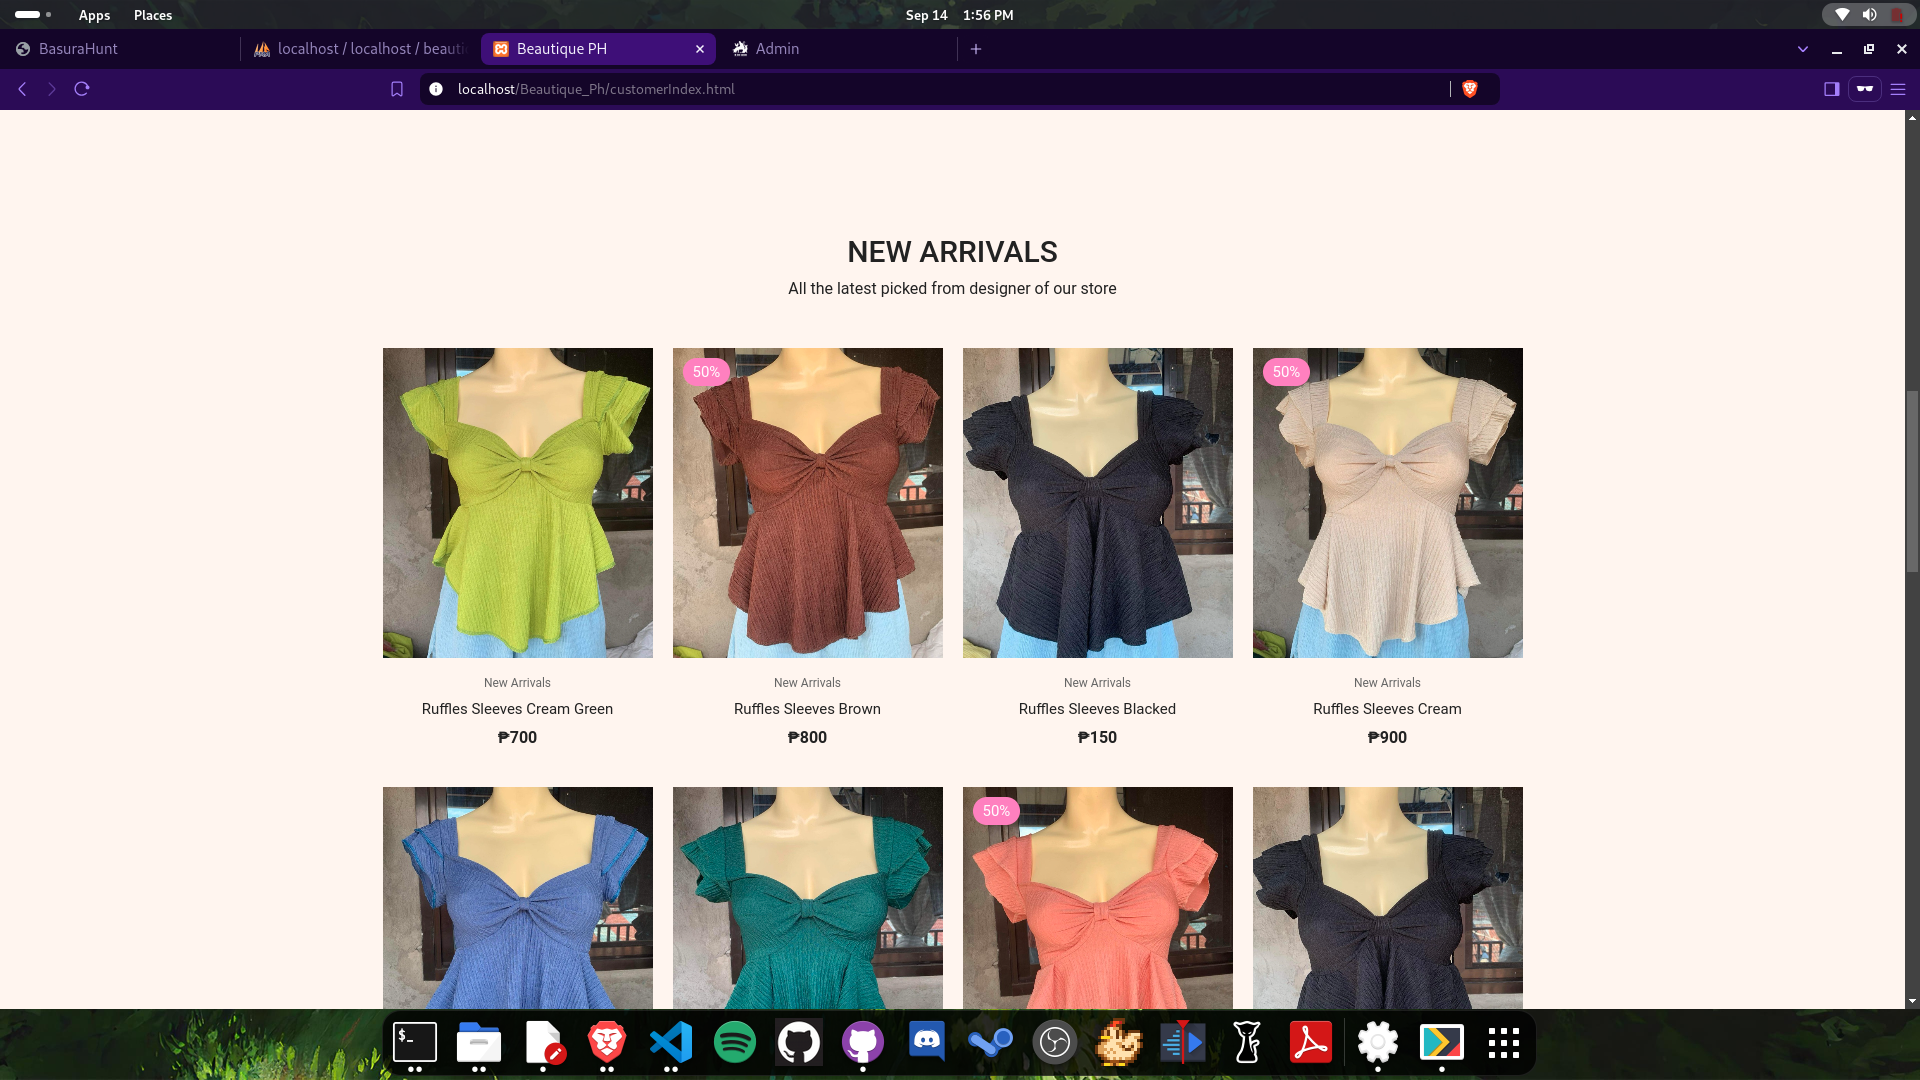 Apps Places Sep 14 1:56 PM
BasuraHunt localhost / localhost / beauti Beautique PH Admin
localhost/Beautique_Ph/customerIndex.html
NEW ARRIVALS
All the latest picked from designer of our store
50% 50%
New Arrivals New Arrivals New Arrivals New Arrivals
Ruffles Sleeves Cream Green Ruffles Sleeves Brown Ruffles Sleeves Blacked Ruffles Sleeves Cream
₱700 ₱800 ₱150 ₱900
50%
$_